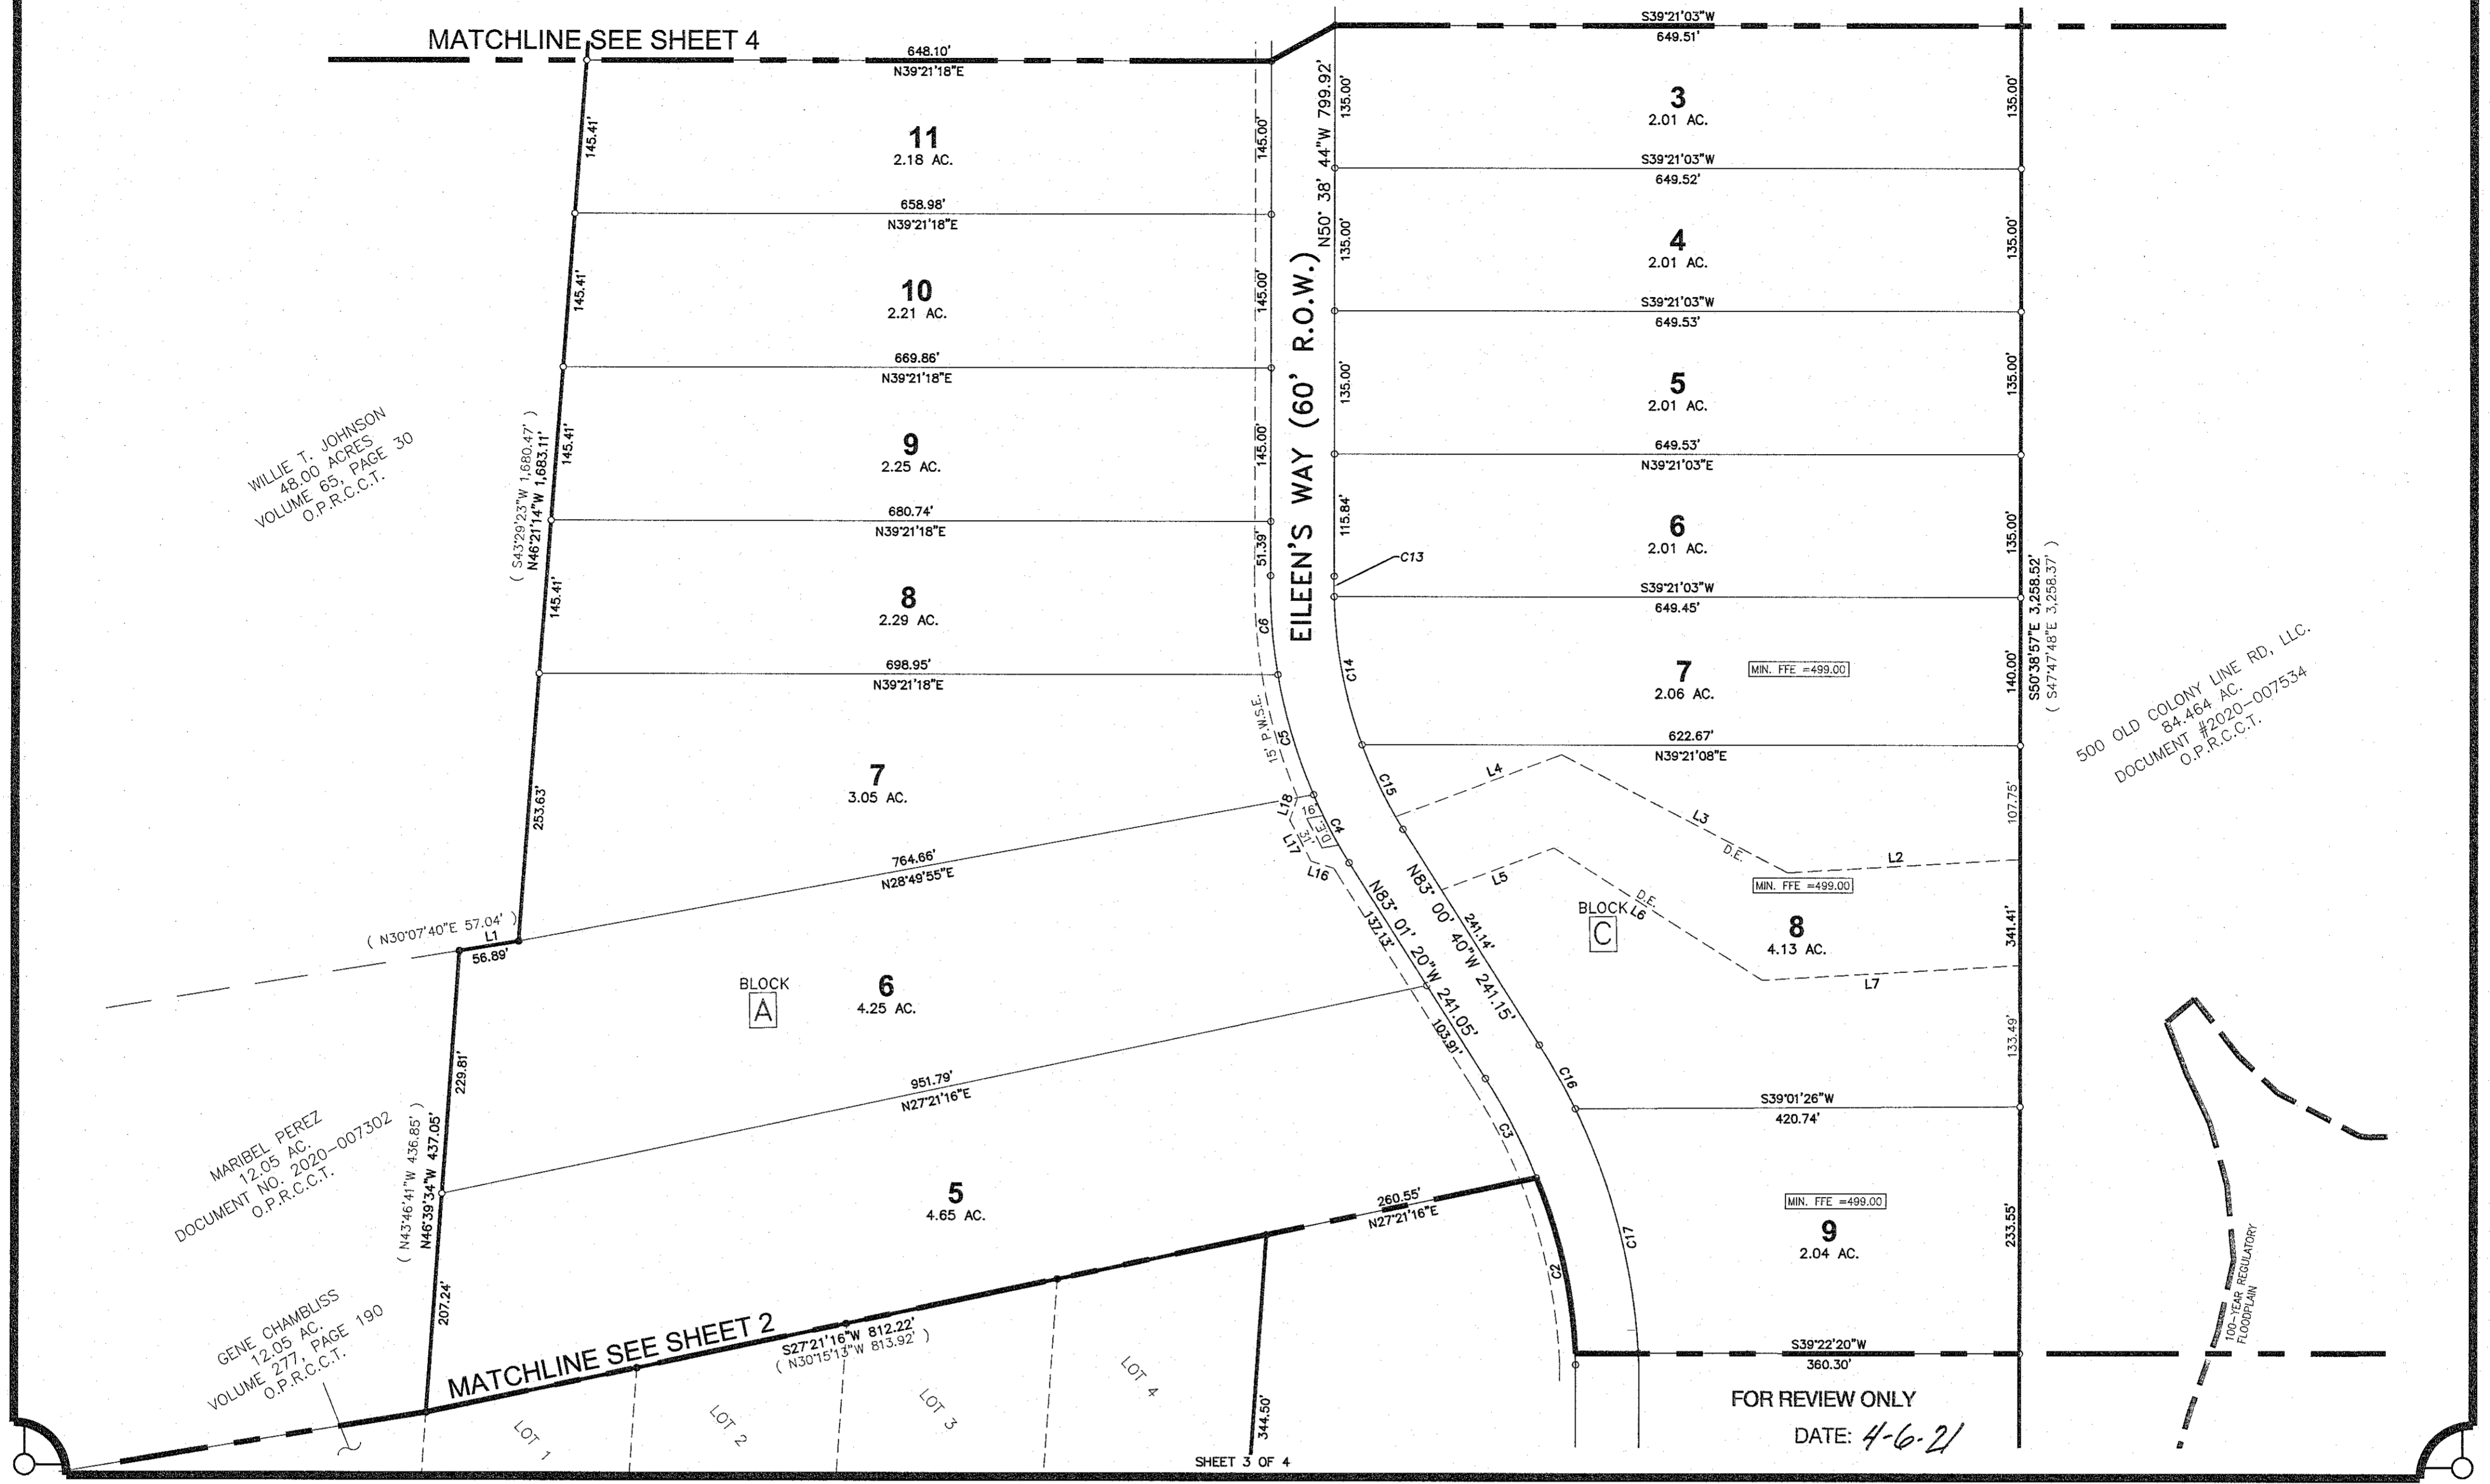 MATCHLINE SEE SHEET 4
648.10'
N39°21'18"E
S39°21'03"W
649.51'
145.41'
11
2.18 AC.
145.00'
N50° 38' 44"W 799.92'
135.00'
3
2.01 AC.
135.00'
S39°21'03"W
649.52'
658.98'
N39°21'18"E
145.41'
10
2.21 AC.
145.00'
135.00'
4
2.01 AC.
135.00'
S39°21'03"W
649.53'
669.86'
N39°21'18"E
EILEEN'S WAY (60' R.O.W.)
135.00'
5
2.01 AC.
135.00'
WILLIE T. JOHNSON
48.00 ACRES
VOLUME 65, PAGE 30
O.P.R.C.C.T.
( S43°29'23"W 1,680.47' )
N46°21'14"W 1,683.11'
145.41'
9
2.25 AC.
145.00'
649.53'
N39°21'03"E
680.74'
N39°21'18"E
51.39'
115.84'
6
2.01 AC.
135.00'
C13
145.41'
8
2.29 AC.
C6
S39°21'03"W
649.45'
S50°38'57"E 3,258.52'
( S47°47'48"E 3,258.37' )
698.95'
N39°21'18"E
C14
7
2.06 AC.
MIN. FFE =499.00
140.00'
500 OLD COLONY LINE RD, LLC.
84.464 AC.
DOCUMENT #2020-007534
O.P.R.C.C.T.
15' P.W.S.E.
C5
622.67'
N39°21'08"E
253.63'
7
3.05 AC.
L18
16'
D.E.
31'
C4
L17
L16
C15
L4
L3
D.E.
L2
107.75'
764.66'
N28°49'55"E
MIN. FFE =499.00
L5
D.E.
L6
BLOCK
C
8
4.13 AC.
341.41'
L7
N83° 01' 20"W 241.05'
137.13'
103.91'
N83° 00' 40"W 241.15'
241.14'
( N30°07'40"E 57.04' )
L1
56.89'
BLOCK
A
6
4.25 AC.
229.81'
133.49'
C16
951.79'
N27°21'16"E
S39°01'26"W
420.74'
MARIBEL PEREZ
12.05 AC.
DOCUMENT NO. 2020-007302
O.P.R.C.C.T.
( N43°46'41"W 436.85' )
N46°39'34"W 437.05'
C3
5
4.65 AC.
260.55'
N27°21'16"E
MIN. FFE =499.00
9
2.04 AC.
233.55'
C17
C2
100-YEAR REGULATORY
FLOODPLAIN
207.24'
GENE CHAMBLISS
12.05 AC.
VOLUME 277, PAGE 190
O.P.R.C.C.T.
MATCHLINE SEE SHEET 2
S27°21'16"W 812.22'
( N30°15'13"W 813.92' )
S39°22'20"W
360.30'
LOT 1
LOT 2
LOT 3
LOT 4
344.50'
FOR REVIEW ONLY
DATE: 4-6-21
SHEET 3 OF 4